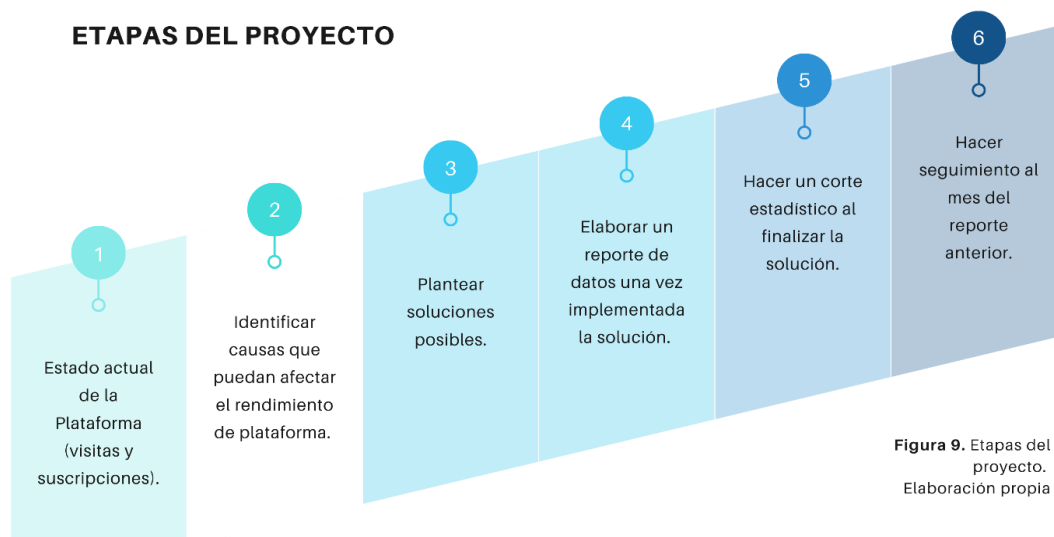 ETAPAS DEL PROYECTO
1
Estado actual
de la
Plataforma
(visitas y
suscripciones).
2
Identificar
causas que
puedan afectar
el rendimiento
de plataforma.
3
Plantear
soluciones
posibles.
4
Elaborar un
reporte de
datos una vez
implementada
la solución.
5
Hacer un corte
estadístico al
finalizar la
solución.
6
Hacer
seguimiento al
mes del
reporte
anterior.
Figura 9. Etapas del
proyecto.
Elaboración propia